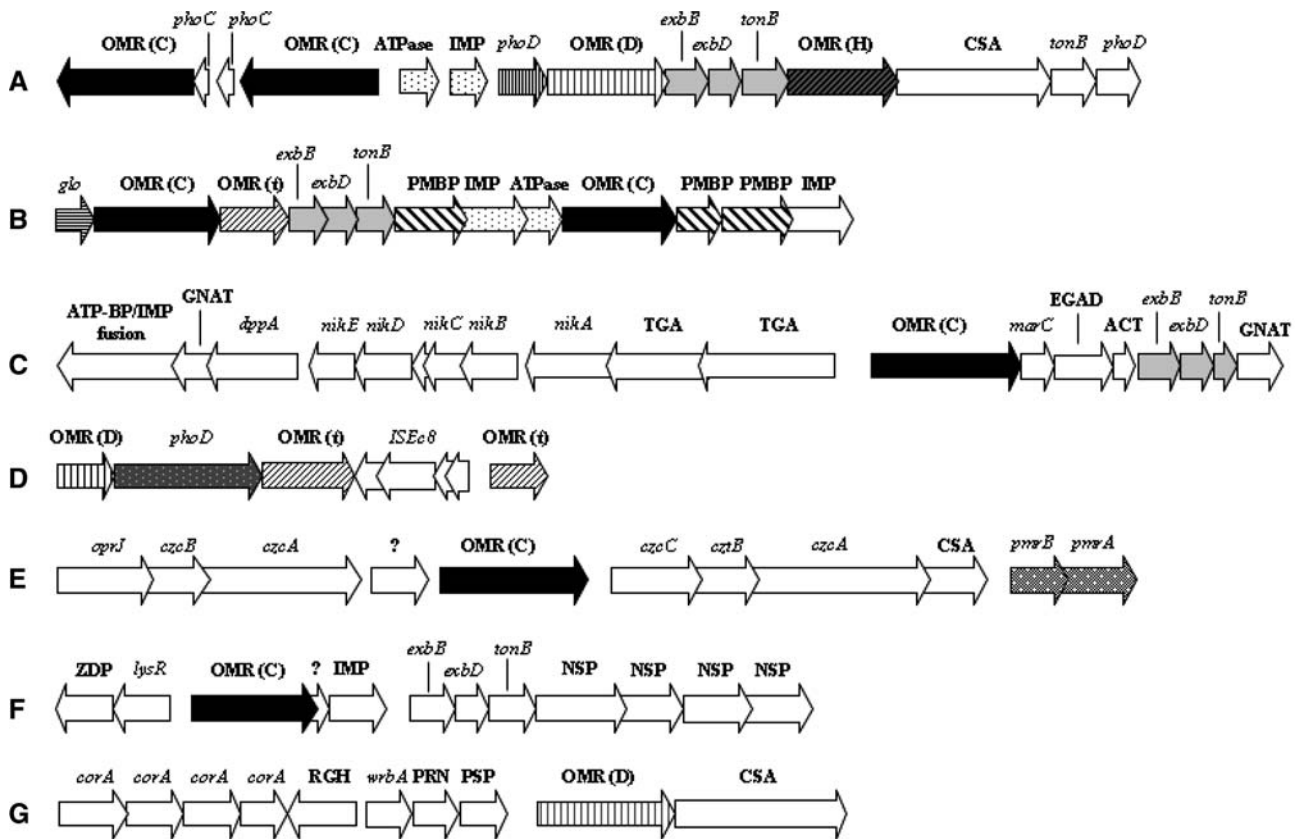 phoC phoC exbB tonB
OMR (C) OMR (C) ATPase IMP phoD OMR (D) exbD OMR (H) CSA tonB phoD
A
exbB tonB
glo OMR (C) OMR (t) exbD PMBP IMP ATPase OMR (C) PMBP PMBP IMP
B
GNAT EGAD exbB tonB
ATP-BP/IMP
fusion dppA nikE nikD nikC nikB nikA TGA TGA OMR (C) marC ACT exbD GNAT
C
OMR (D) phoD OMR (t) ISEc8 OMR (t)
D
oprJ czcB czcA ? OMR (C) czcC cztB czcA CSA pmrB pmrA
E
exbB tonB
ZDP lysR OMR (C) ? IMP exbD NSP NSP NSP NSP
F
corA corA corA corA RGH wrbA PRN PSP OMR (D) CSA
G